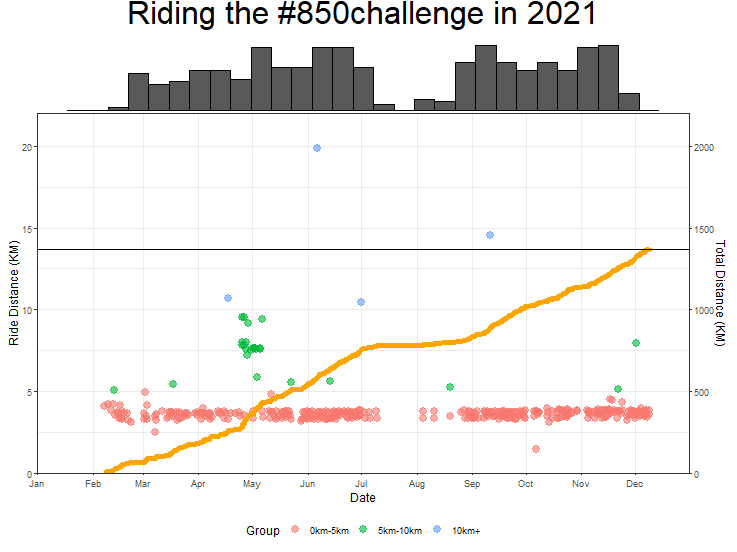 Riding the #850challenge in 2021
20
15
10
5
0
Ride Distance (KM)
2000
1500
1000
500
0
Total Distance (KM)
Jan Feb Mar Apr May Jun Jul Aug Sep Oct Nov Dec
Date
Group 0km-5km 5km-10km 10km+